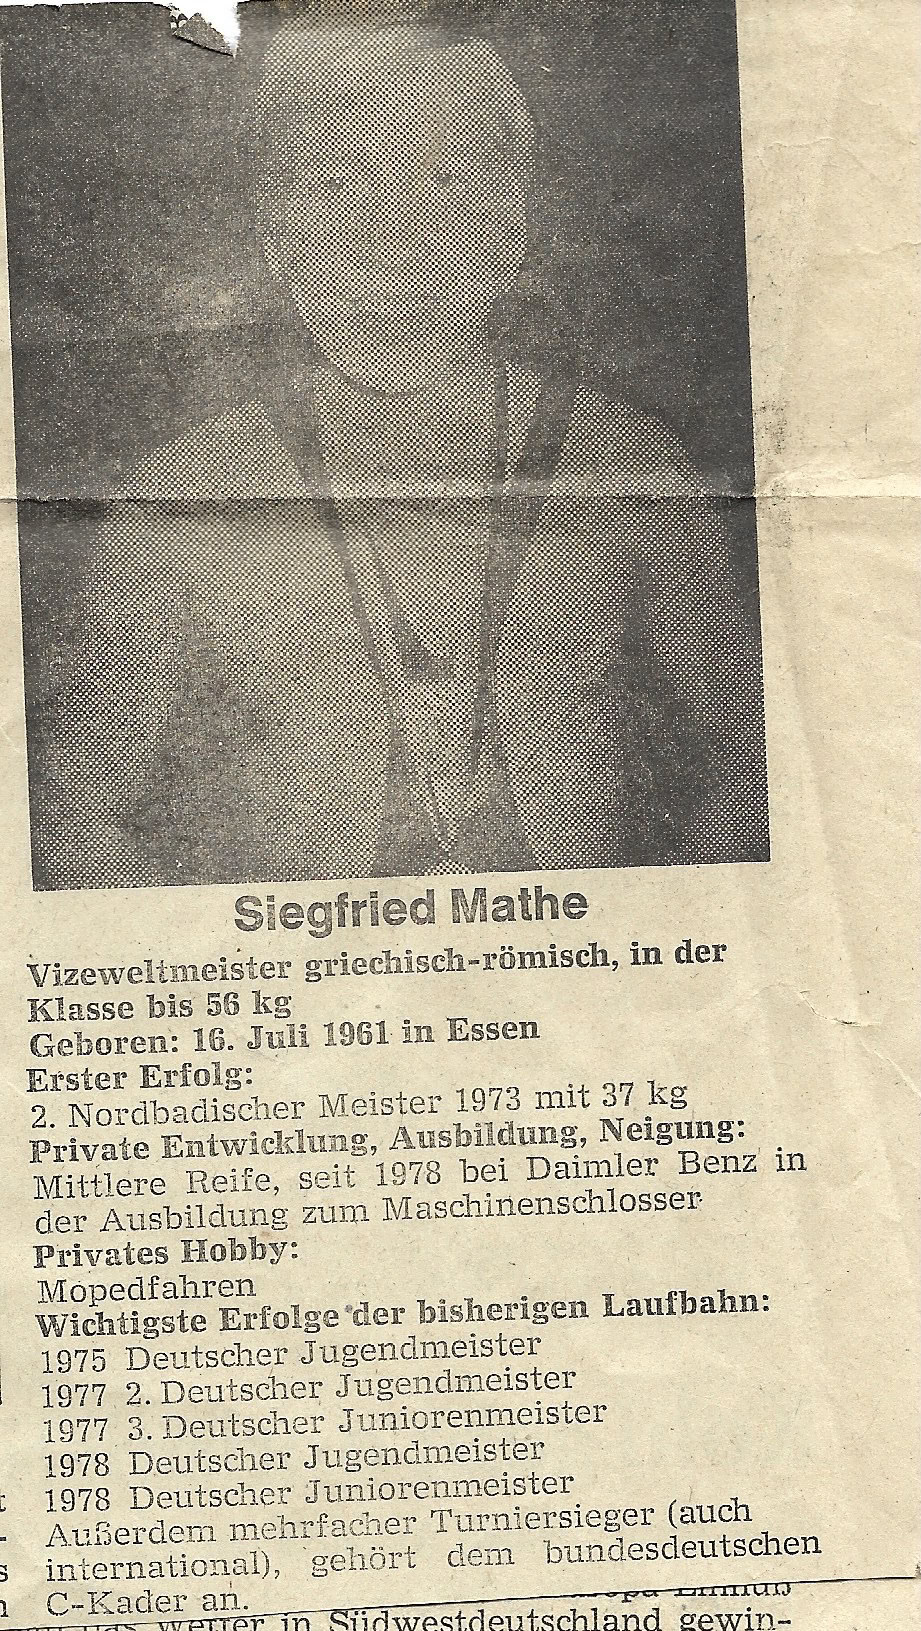 Siegfried Mathe
Vizeweltmeister griechisch-römisch, in der
Klasse bis 56 kg
Geboren: 16. Juli 1961 in Essen
Erster Erfolg:
2. Nordbadischer Meister 1973 mit 37 kg
Private Entwicklung, Ausbildung, Neigung:
Mittlere Reife, seit 1978 bei Daimler Benz in
der Ausbildung zum Maschinenschlosser
Privates Hobby:
Mopedfahren
Wichtigste Erfolge der bisherigen Laufbahn:
1975 Deutscher Jugendmeister
1977 2. Deutscher Jugendmeister
1977 3. Deutscher Juniorenmeister
1978 Deutscher Jugendmeister
1978 Deutscher Juniorenmeister
Außerdem mehrfacher Turniersieger (auch
international), gehört dem bundesdeutschen
C-Kader an.
Wetter in Südwestdeutschland gewin-